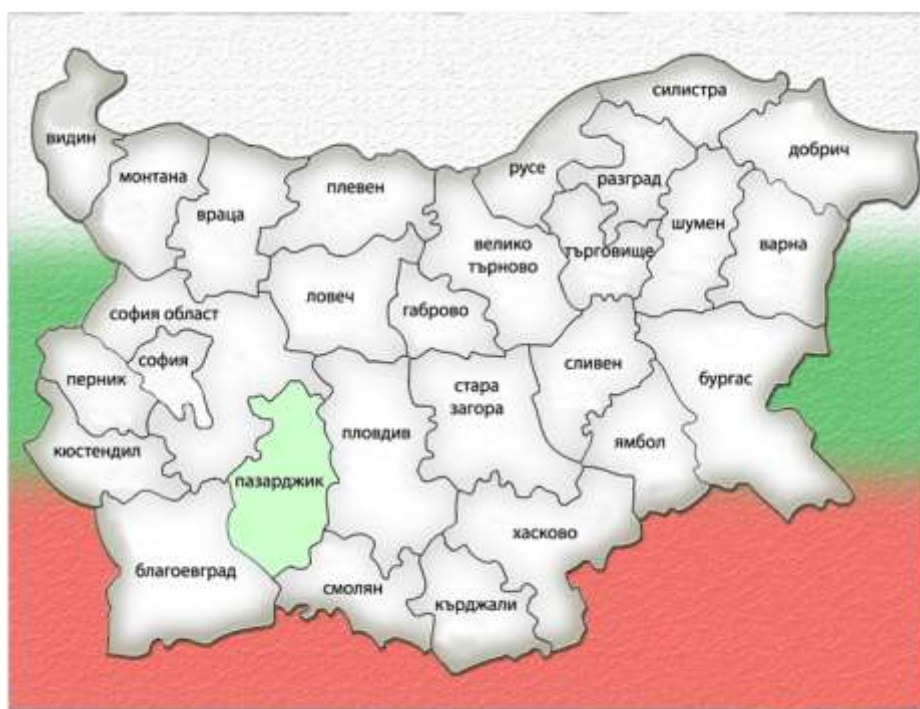 силистра
видин
добрич
русе
монтана
разград
плевен
враца
шумен
велико
търново
търговище
варна
ловеч
габрово
софия област
софия
сливен
перник
бургас
стара
загора
пловдив
ямбол
кюстендил
пазарджик
хасково
благоевград
смолян
кърджали